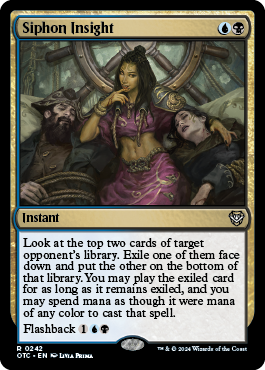 Siphon Insight
Instant
Look at the top two cards of target
opponent's library. Exile one of them face
down and put the other on the bottom of
that library. You may play the exiled card
for as long as it remains exiled, and you
may spend mana as though it were mana
of any color to cast that spell.
Flashback 1
R 0242
OTC • EN LIVIA PRIMA
™ & © 2024 Wizards of the Coast